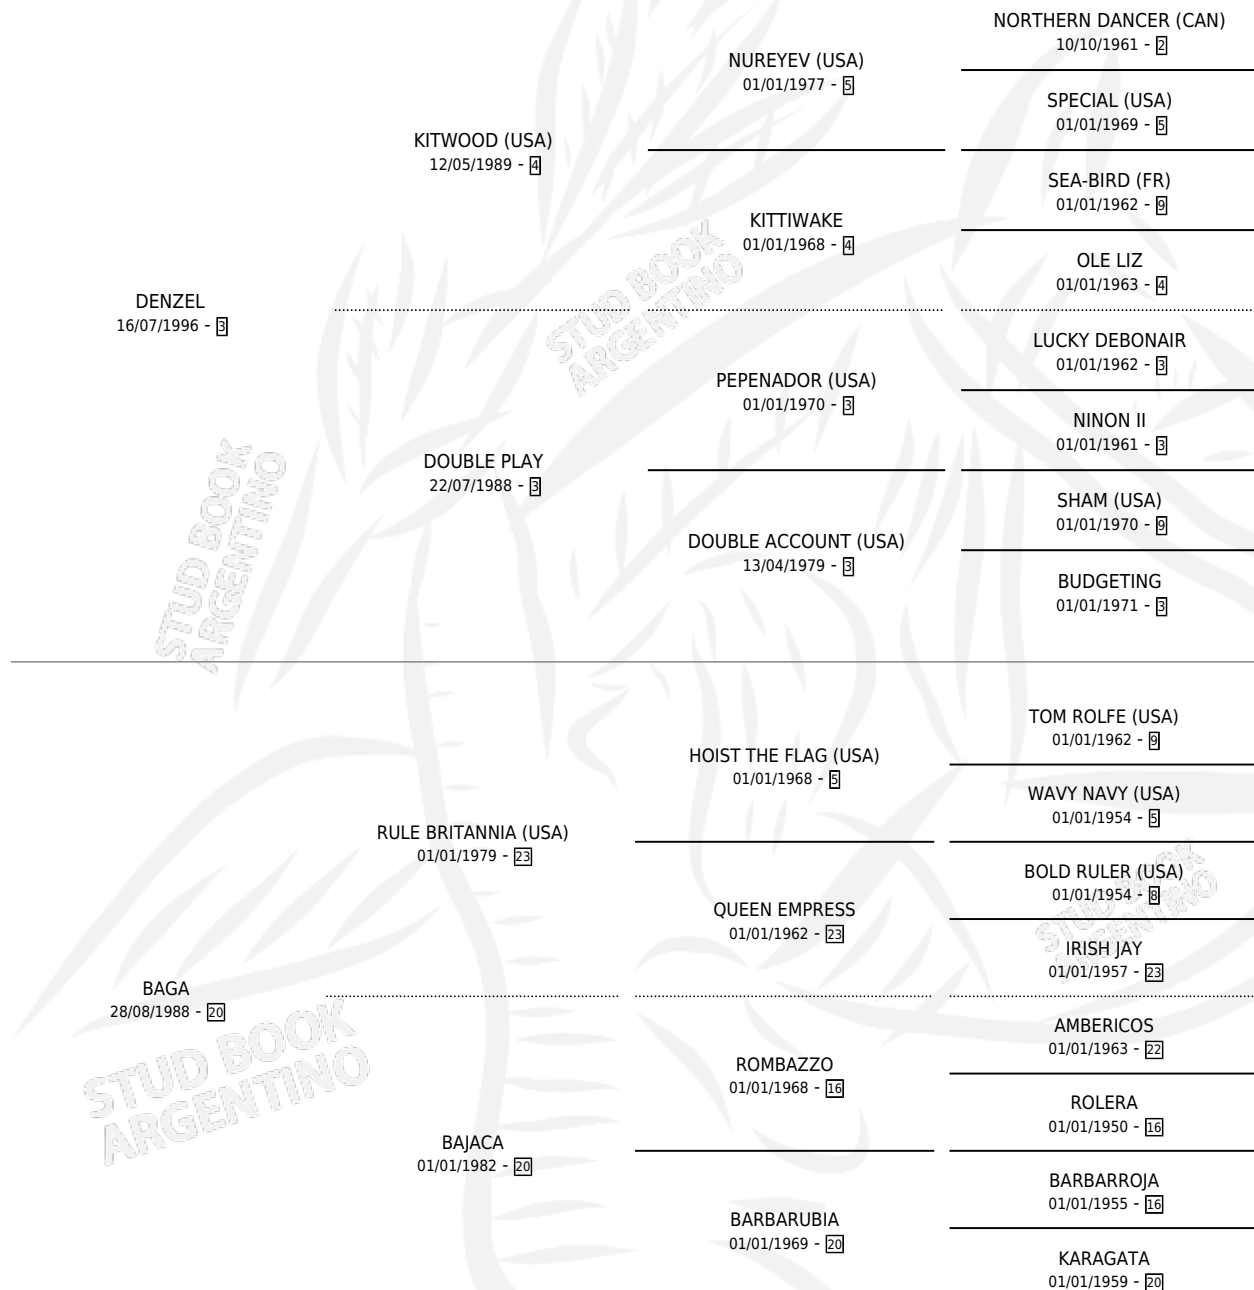 NORTHERN DANCER (CAN)
10/10/1961 - 2
NUREYEV (USA)
01/01/1977 - 5
SPECIAL (USA)
01/01/1969 - 5
KITWOOD (USA)
12/05/1989 - 4
SEA-BIRD (FR)
01/01/1962 - 9
KITTIWAKE
01/01/1968 - 4
OLE LIZ
01/01/1963 - 4
DENZEL
16/07/1996 - 3
LUCKY DEBONAIR
01/01/1962 - 3
PEPENADOR (USA)
01/01/1970 - 3
NINON II
01/01/1961 - 3
DOUBLE PLAY
22/07/1988 - 3
SHAM (USA)
01/01/1970 - 9
DOUBLE ACCOUNT (USA)
13/04/1979 - 3
BUDGETING
01/01/1971 - 3
TOM ROLFE (USA)
01/01/1962 - 9
HOIST THE FLAG (USA)
01/01/1968 - 5
WAVY NAVY (USA)
01/01/1954 - 5
RULE BRITANNIA (USA)
01/01/1979 - 23
BOLD RULER (USA)
01/01/1954 - 8
QUEEN EMPRESS
01/01/1962 - 23
IRISH JAY
01/01/1957 - 23
BAGA
28/08/1988 - 20
AMBERICOS
01/01/1963 - 22
ROMBAZZO
01/01/1968 - 16
ROLERA
01/01/1950 - 16
BAJACA
01/01/1982 - 20
BARBARROJA
01/01/1955 - 16
BARBARUBIA
01/01/1969 - 20
KARAGATA
01/01/1959 - 20
STUD BOOK
ARGENTINO
STUD BOOK
ARGENTINO
STUD BOOK
ARGENTINO
STUD BOOK
ARGENTINO